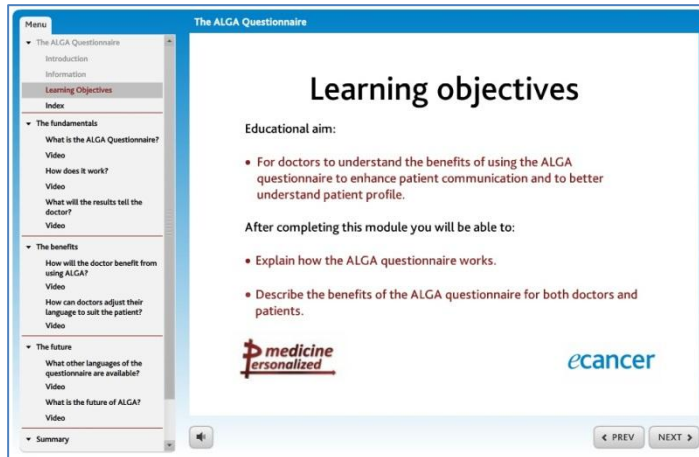 Menu
The ALGA Questionnaire
Introduction
Information
Learning Objectives
Index
The fundamentals
What is the ALGA Questionnaire?
Video
How does it work?
Video
What will the results tell the
doctor?
Video
The benefits
How will the doctor benefit from
using ALGA?
Video
How can doctors adjust their
language to suit the patient?
Video
The future
What other languages of the
questionnaire are available?
Video
What is the future of ALGA?
Video
Summary
The ALGA Questionnaire
Learning objectives
Educational aim:
• For doctors to understand the benefits of using the ALGA
questionnaire to enhance patient communication and to better
understand patient profile.
After completing this module you will be able to:
• Explain how the ALGA questionnaire works.
• Describe the benefits of the ALGA questionnaire for both doctors and
patients.
P medicine
ersonalized
ecancer
PREV
NEXT